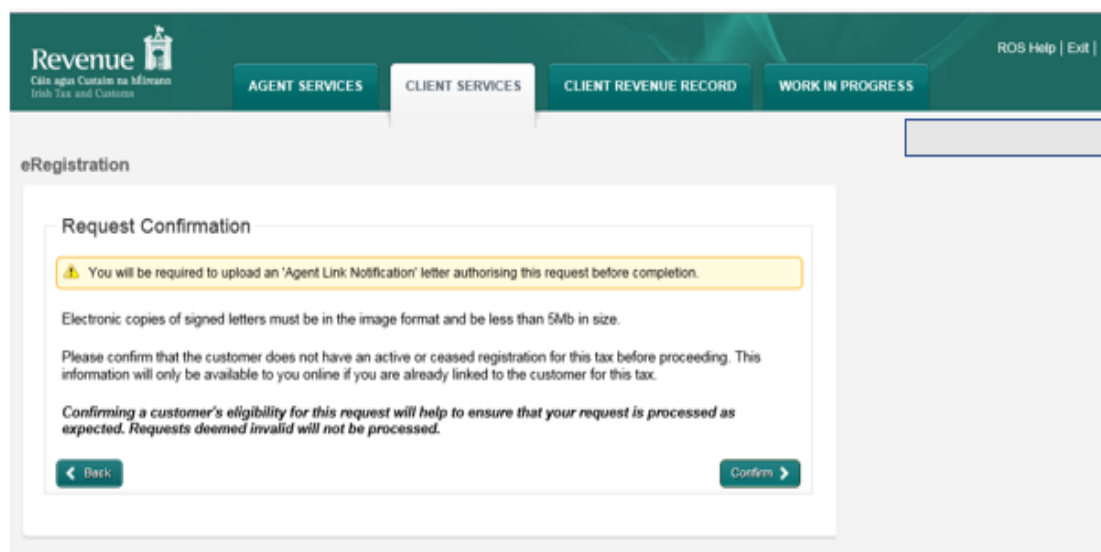 Revenue
Cáin agus Custaim na hÉireann
Irish Tax and Customs
ROS Help | Exit |
AGENT SERVICES
CLIENT SERVICES
CLIENT REVENUE RECORD
WORK IN PROGRESS
eRegistration
Request Confirmation
You will be required to upload an 'Agent Link Notification' letter authorising this request before completion.
Electronic copies of signed letters must be in the image format and be less than 5Mb in size.
Please confirm that the customer does not have an active or ceased registration for this tax before proceeding. This
information will only be available to you online if you are already linked to the customer for this tax.
Confirming a customer's eligibility for this request will help to ensure that your request is processed as
expected. Requests deemed invalid will not be processed.
Back
Confirm